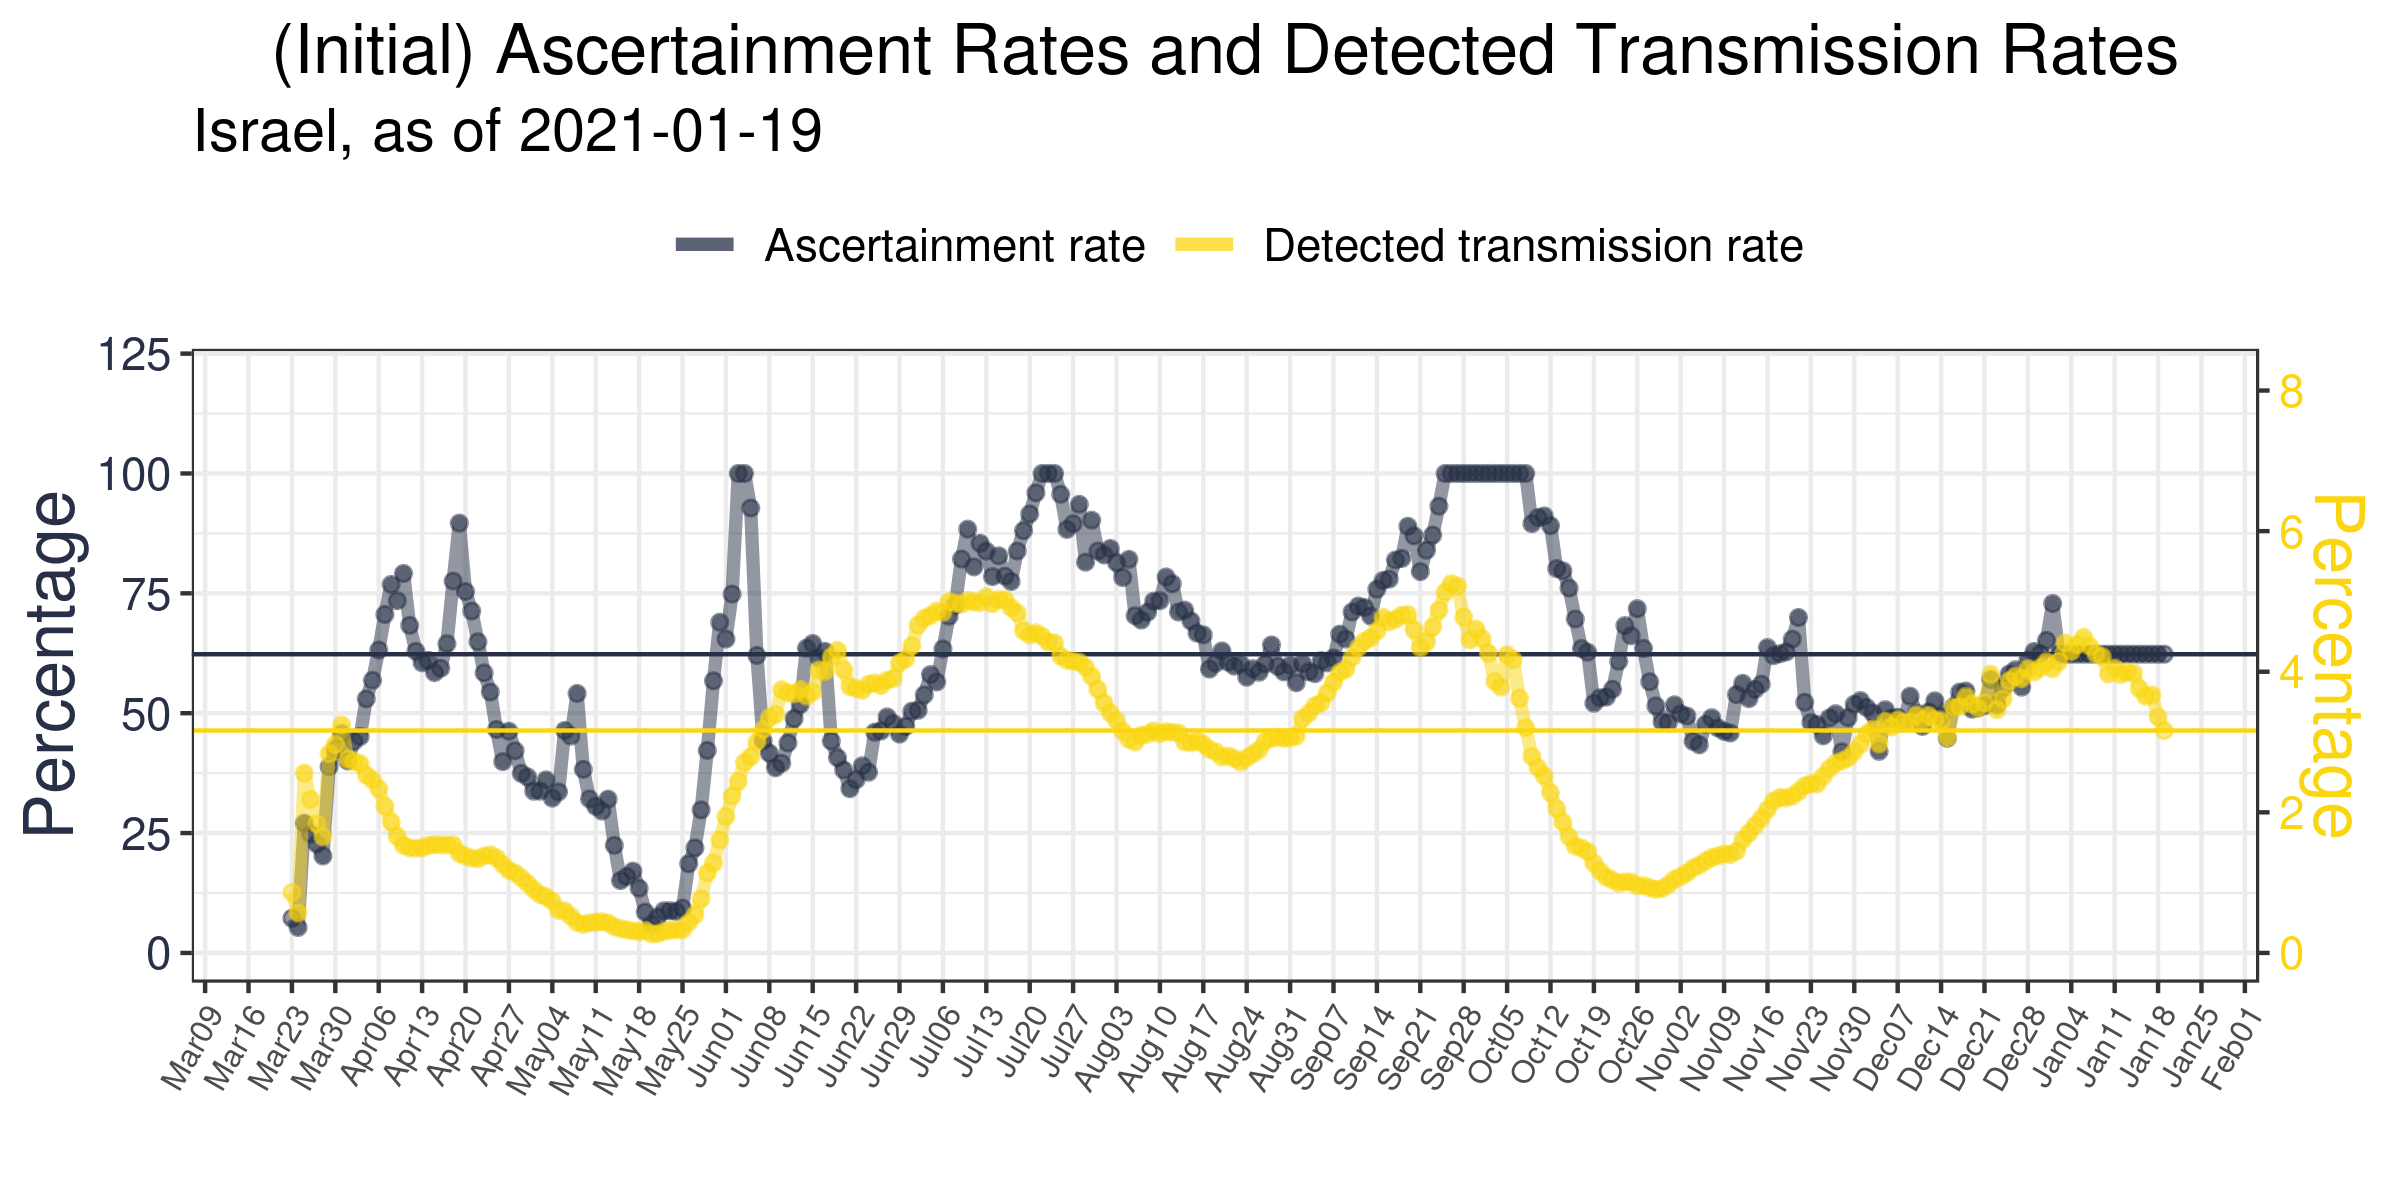 (Initial) Ascertainment Rates and Detected Transmission Rates
Israel, as of 2021-01-19
Ascertainment rate
Detected transmission rate
Percentage
125
100
75
50
25
0
8
6
4
2
0
Percentage
Mar09
Mar16
Mar23
Mar30
Apr06
Apr13
Apr20
Apr27
May04
May11
May18
May25
Jun01
Jun08
Jun15
Jun22
Jun29
Jul06
Jul13
Jul20
Jul27
Aug03
Aug10
Aug17
Aug24
Aug31
Sep07
Sep14
Sep21
Sep28
Oct05
Oct12
Oct19
Oct26
Nov02
Nov09
Nov16
Nov23
Nov30
Dec07
Dec14
Dec21
Dec28
Jan04
Jan11
Jan18
Jan25
Feb01